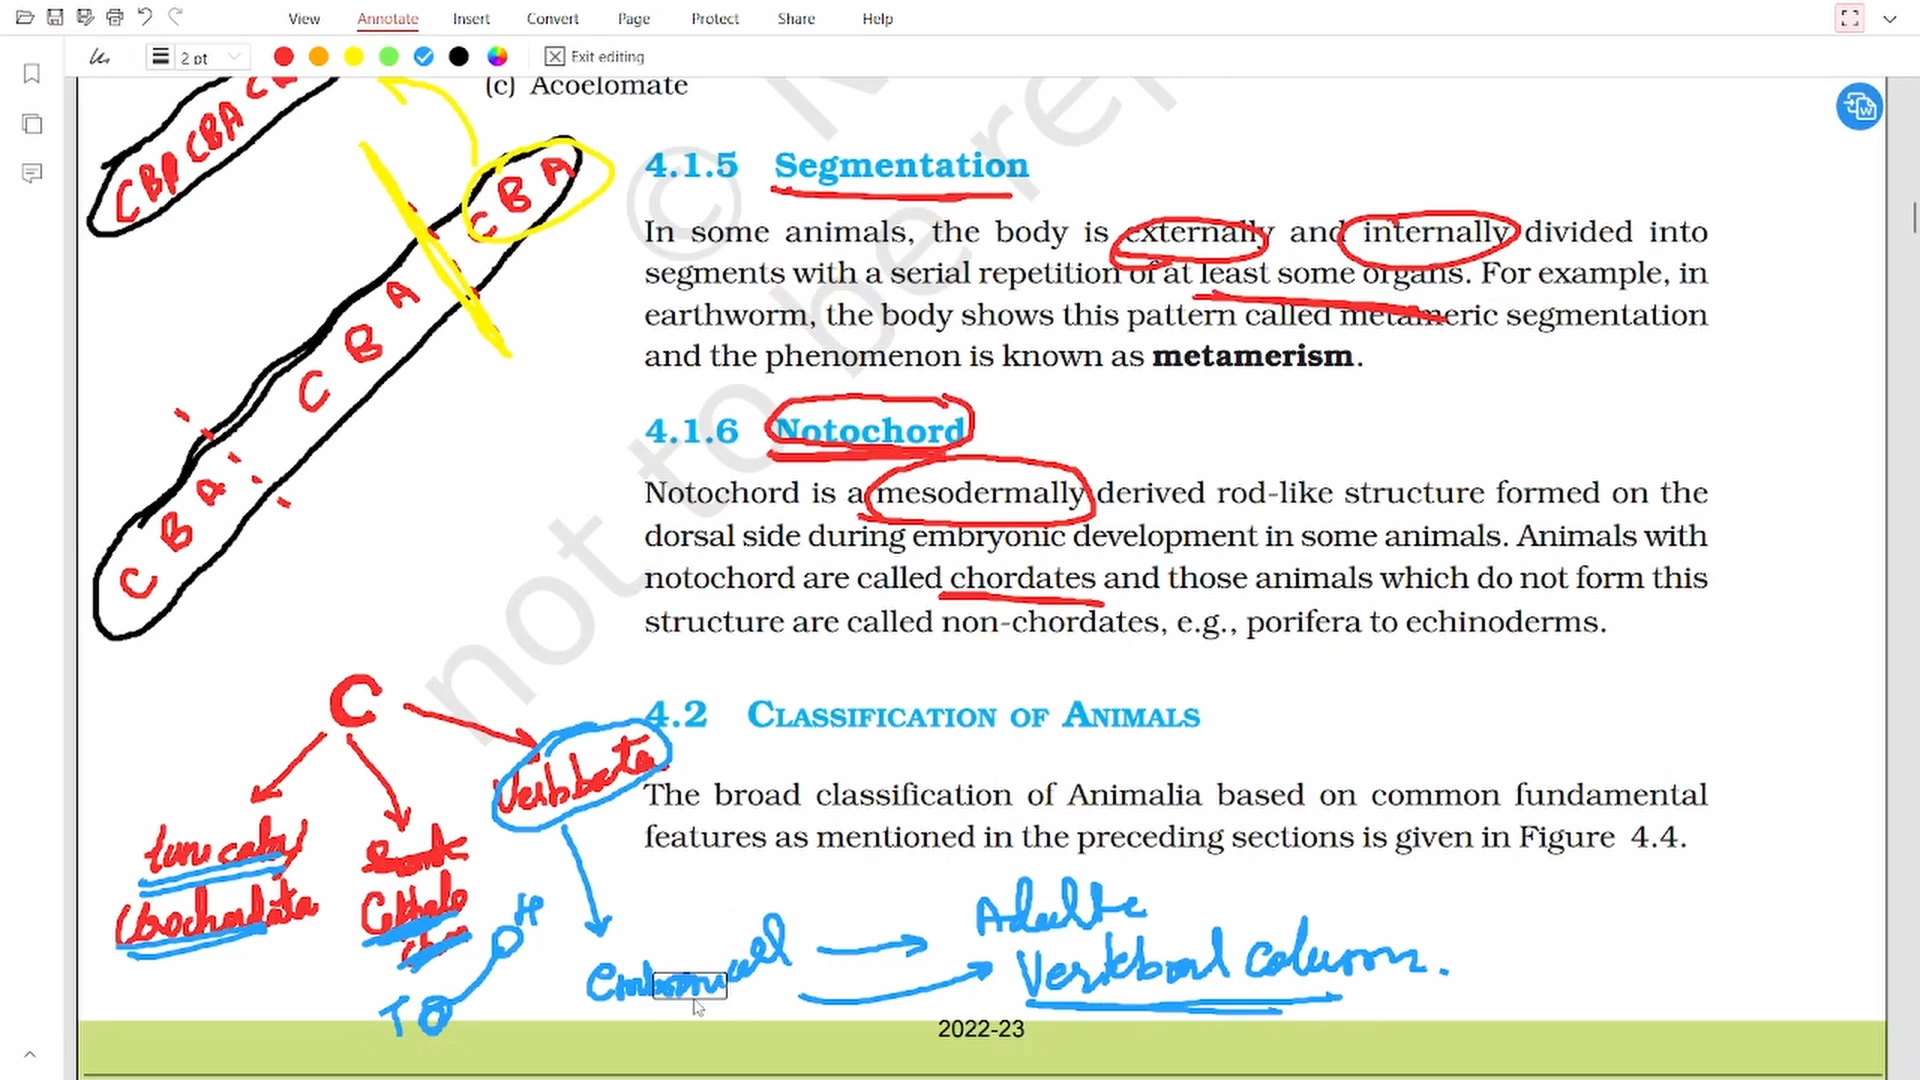 View Annotate Insert Convert Page Protect Share Help
2 pt Exit editing
(c) Acoelomate
CBA CBA
C B A
C B A
C B A
4.1.5 Segmentation
In some animals, the body is externally and internally divided into
segments with a serial repetition of at least some organs. For example, in
earthworm, the body shows this pattern called metameric segmentation
and the phenomenon is known as metamerism.
4.1.6 Notochord
Notochord is a mesodermally derived rod-like structure formed on the
dorsal side during embryonic development in some animals. Animals with
notochord are called chordates and those animals which do not form this
structure are called non-chordates, e.g., porifera to echinoderms.
4.2 CLASSIFICATION OF ANIMALS
The broad classification of Animalia based on common fundamental
features as mentioned in the preceding sections is given in Figure 4.4.
C
H
T
Vertebral Column.
2022-23
© not to be rep